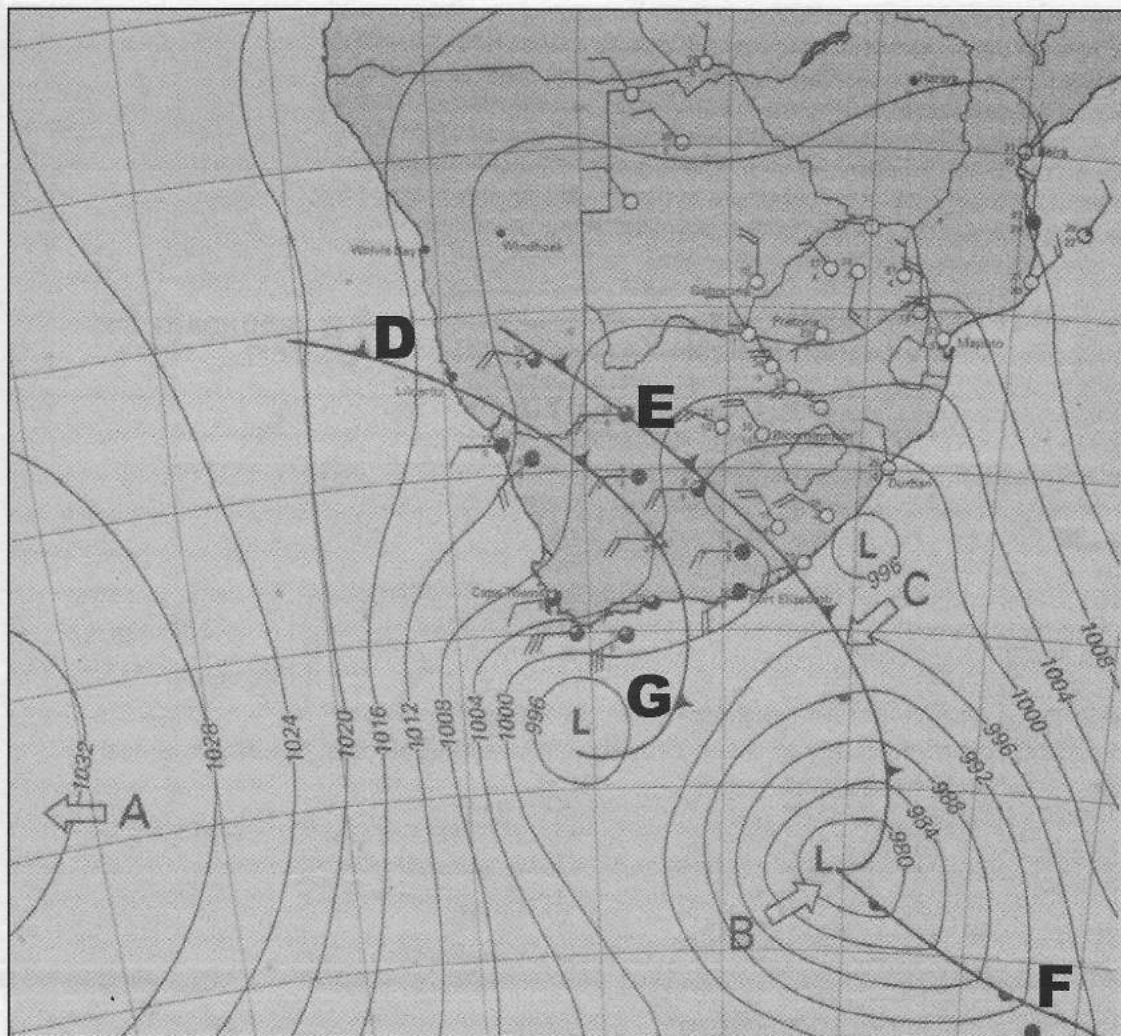 Harare
Beira
Walvis Bay
Windhoek
Gaborone
D
Pretoria
Maputo
Lüderitz
E
Bloemfontein
Durban
L
996
C
Cape Town
Port Elizabeth
1008
1004
G
1000
L
996
1032
1028
1024
1020
1016
1012
1008
1004
1000
996
992
988
984
980
A
L
B
F